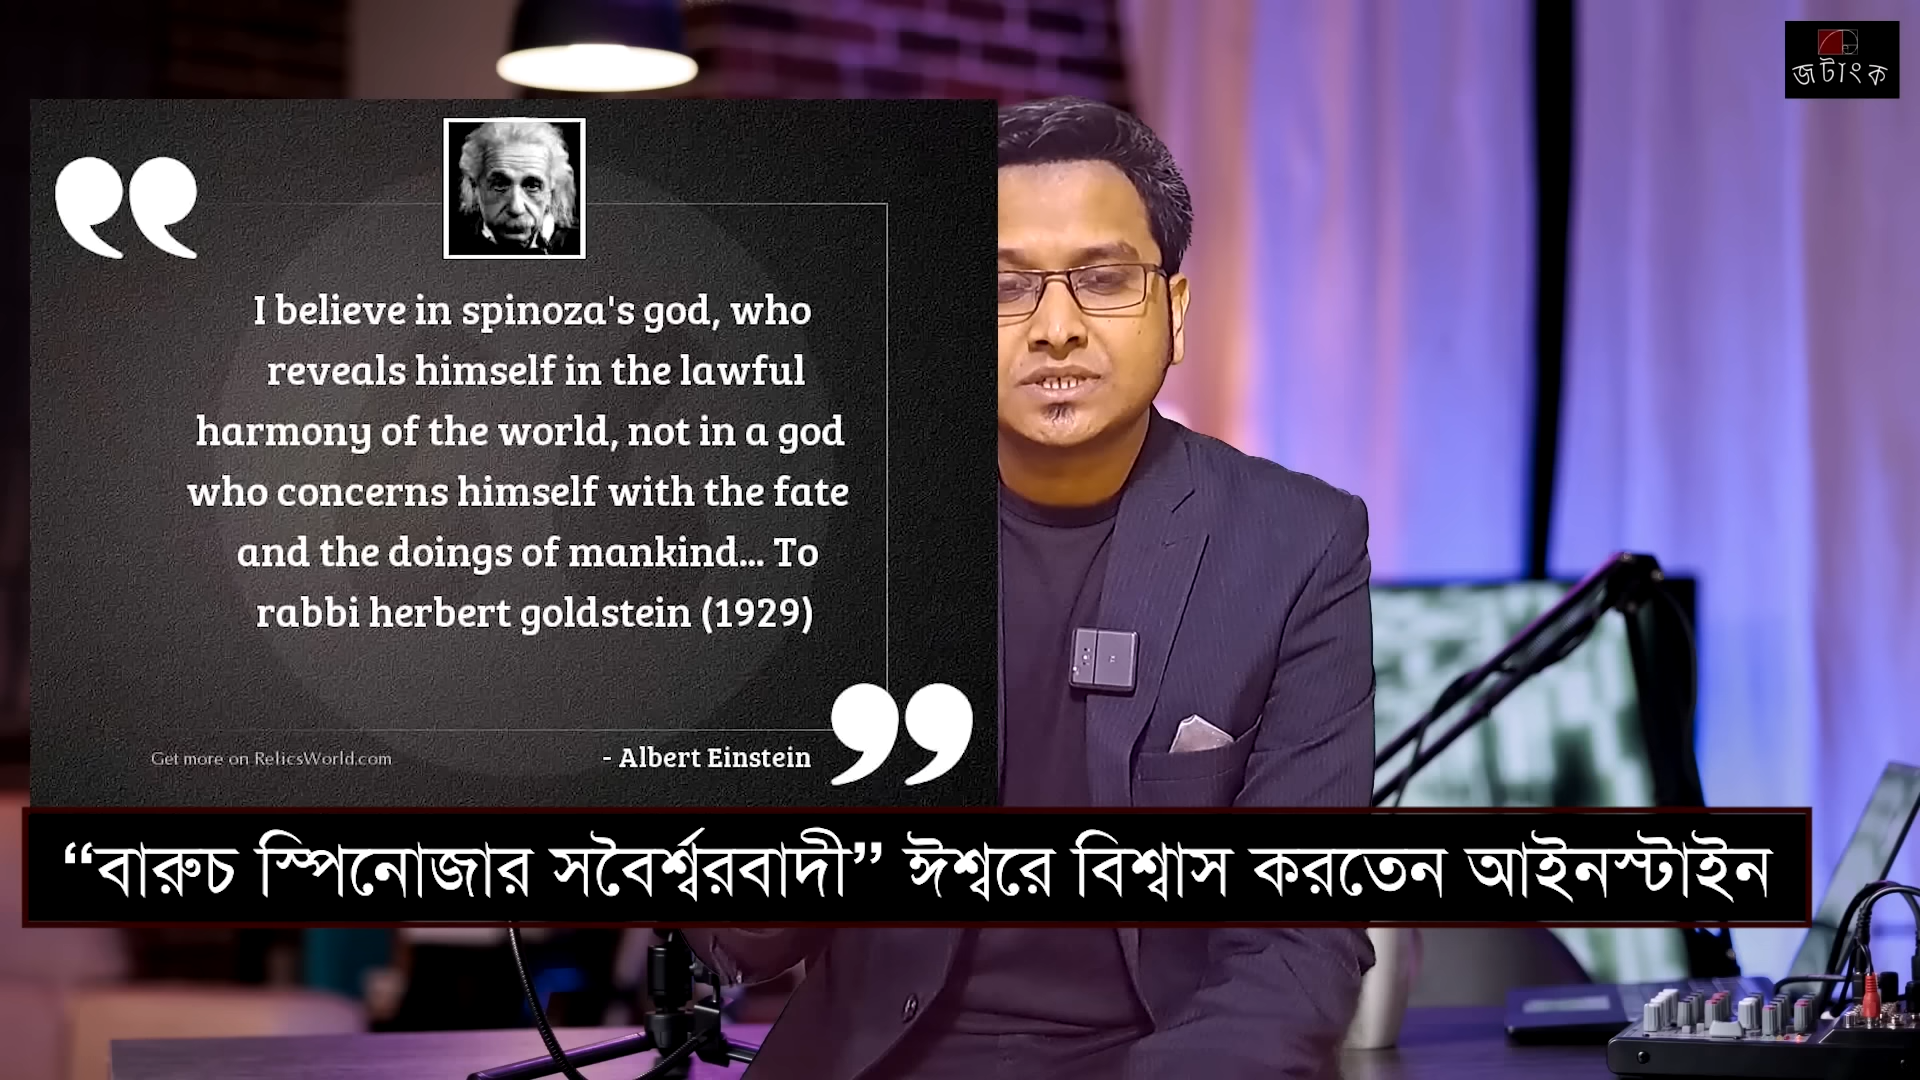 জটাংক
I believe in spinoza's god, who
reveals himself in the lawful
harmony of the world, not in a god
who concerns himself with the fate
and the doings of mankind... To
rabbi herbert goldstein (1929)
Get more on RelicsWorld.com
- Albert Einstein
“বারুচ স্পিনোজার সবৈর্শ্বরবাদী” ঈশ্বরে বিশ্বাস করতেন আইনস্টাইন